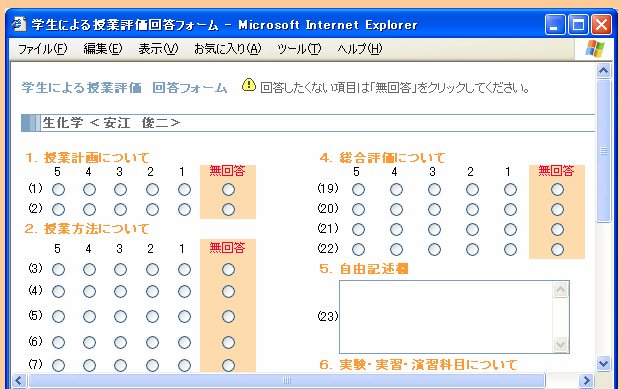 学生による授業評価回答フォーム - Microsoft Internet Explorer
ファイル(F) 編集(E) 表示(V) お気に入り(A) ツール(T) ヘルプ(H)
学生による授業評価 回答フォーム 回答したくない項目は「無回答」をクリックしてください。
生化学 < 安江 俊二>
1. 授業計画について
5 4 3 2 1 無回答
(1)
(2)
2. 授業方法について
5 4 3 2 1 無回答
(3)
(4)
(5)
(6)
(7)
4. 総合評価について
5 4 3 2 1 無回答
(19)
(20)
(21)
(22)
5. 自由記述欄
(23)
6. 実験・実習・演習科目について